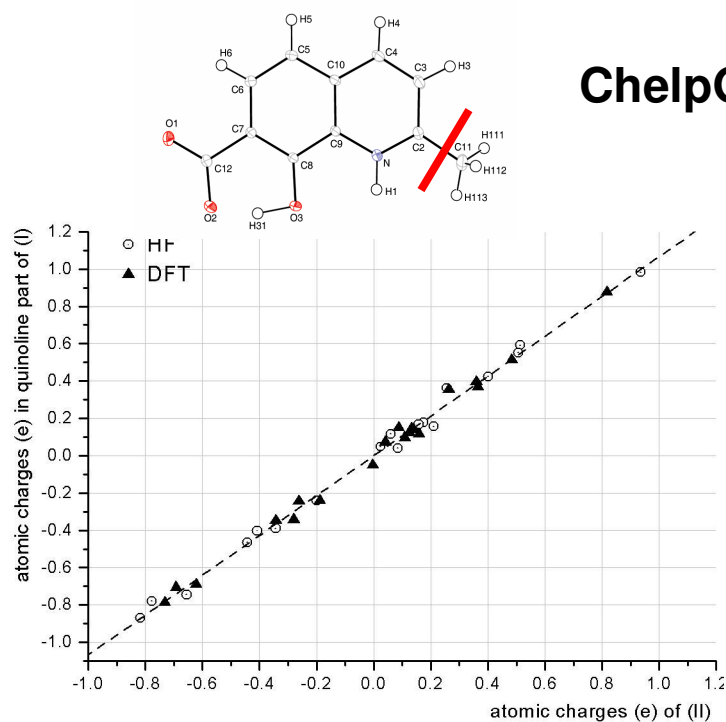 H5
H4
C5
C10
C4
H6
C3
H3
C6
O1
C7
C9
C2
C11
H111
C8
N
H112
C12
H1
H113
O2
H31
O3
ChelpG
atomic charges (e) in quinoline part of (I)
1.2
1.0
0.8
0.6
0.4
0.2
0.0
-0.2
-0.4
-0.6
-0.8
-1.0
HF
DFT
-1.0 -0.8 -0.6 -0.4 -0.2 0.0 0.2 0.4 0.6 0.8 1.0 1.2
atomic charges (e) of (II)